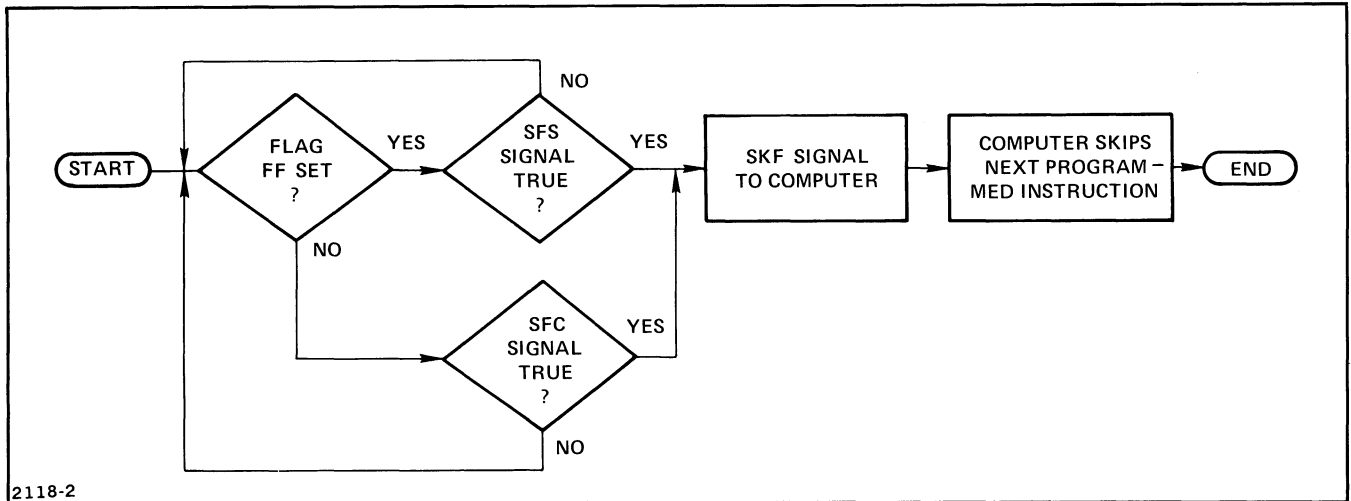 START
FLAG
FF SET
?
YES
NO
SFS
SIGNAL
TRUE
?
NO
YES
SFC
SIGNAL
TRUE
?
YES
NO
SKF SIGNAL
TO COMPUTER
COMPUTER SKIPS
NEXT PROGRAM–
MED INSTRUCTION
END
2118-2